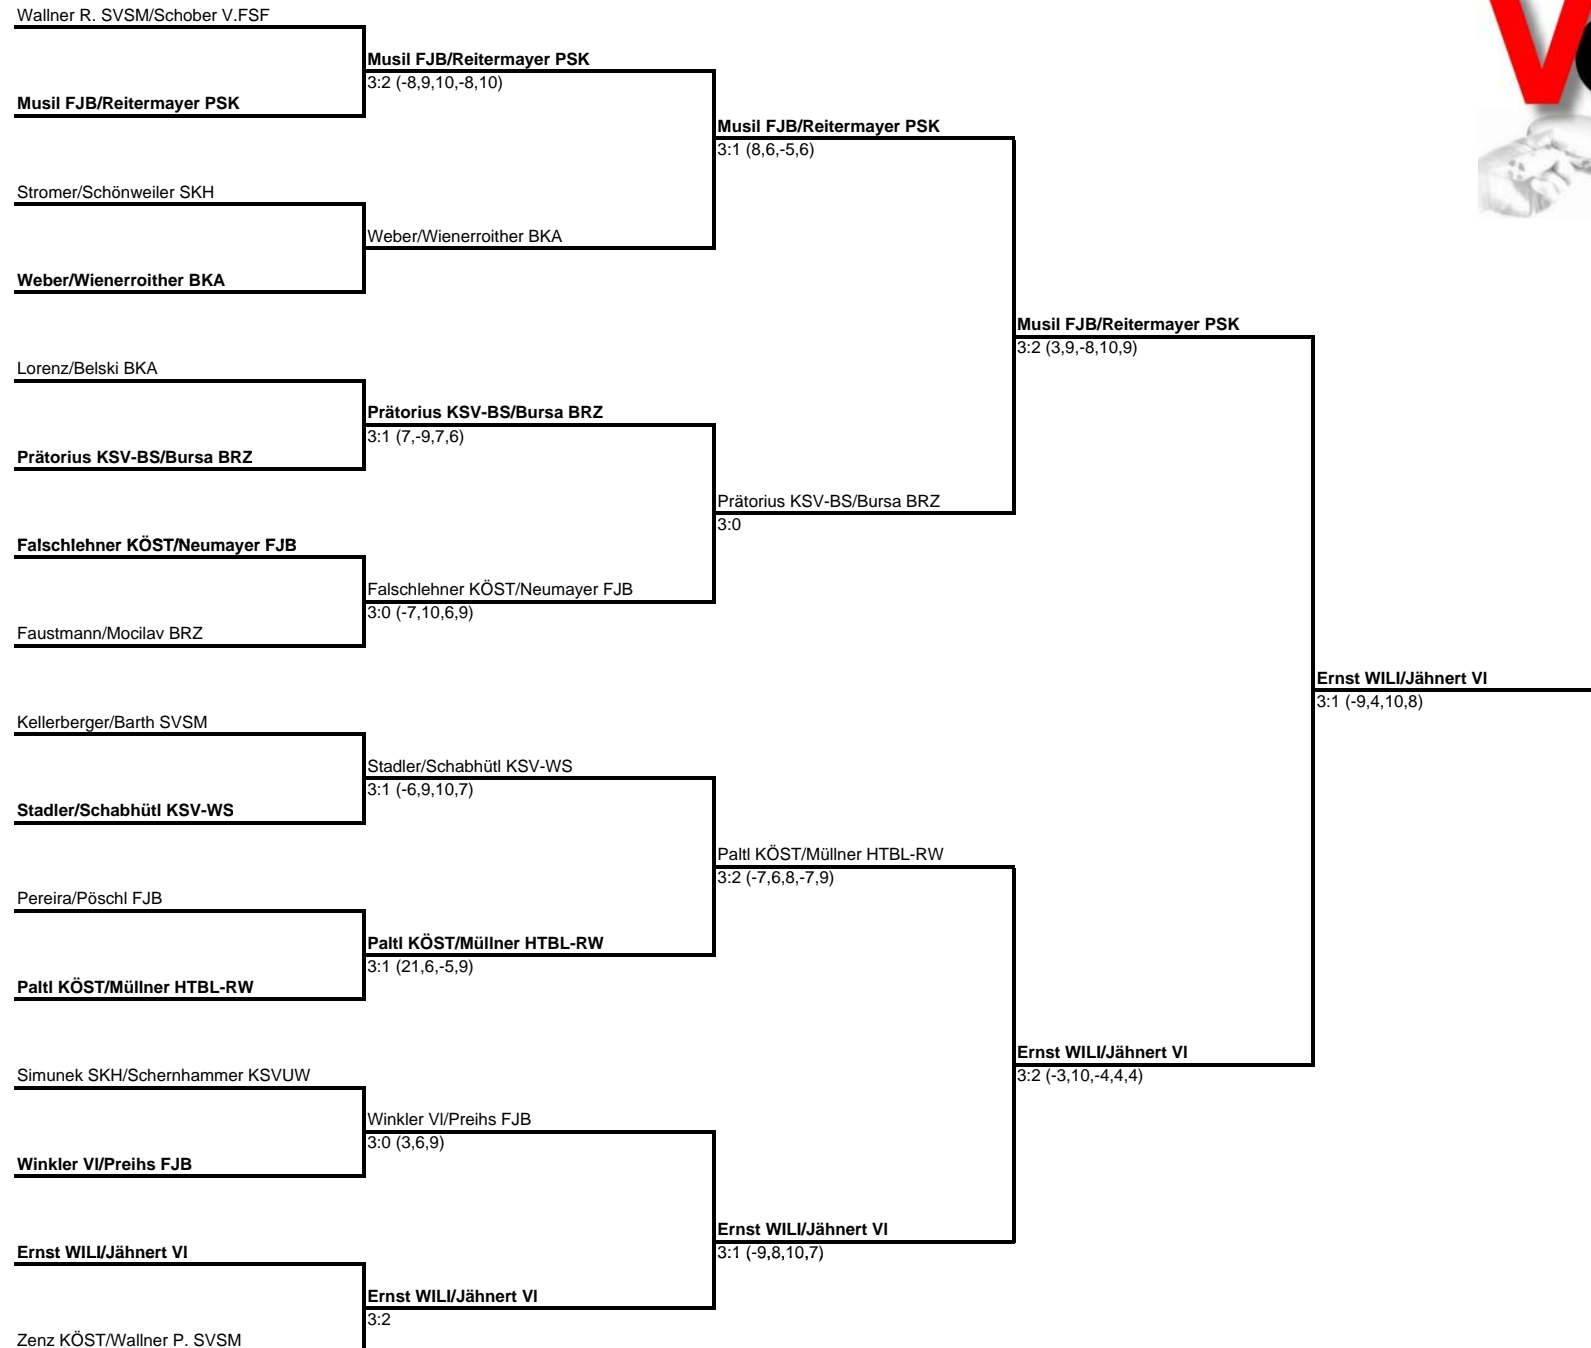 Wallner R. SVSM/Schober V.FSF
Musil FJB/Reitermayer PSK
3:2 (-8,9,10,-8,10)
Musil FJB/Reitermayer PSK
Musil FJB/Reitermayer PSK
3:1 (8,6,-5,6)
Stromer/Schönweiler SKH
Weber/Wienerroither BKA
Weber/Wienerroither BKA
Musil FJB/Reitermayer PSK
3:2 (3,9,-8,10,9)
Lorenz/Belski BKA
Prätorius KSV-BS/Bursa BRZ
3:1 (7,-9,7,6)
Prätorius KSV-BS/Bursa BRZ
Prätorius KSV-BS/Bursa BRZ
3:0
Falschlehner KÖST/Neumayer FJB
Falschlehner KÖST/Neumayer FJB
3:0 (-7,10,6,9)
Faustmann/Mocilav BRZ
Ernst WILI/Jähnert VI
3:1 (-9,4,10,8)
Kellerberger/Barth SVSM
Stadler/Schabhütl KSV-WS
3:1 (-6,9,10,7)
Stadler/Schabhütl KSV-WS
Paltl KÖST/Müllner HTBL-RW
3:2 (-7,6,8,-7,9)
Pereira/Pöschl FJB
Paltl KÖST/Müllner HTBL-RW
3:1 (21,6,-5,9)
Paltl KÖST/Müllner HTBL-RW
Ernst WILI/Jähnert VI
3:2 (-3,10,-4,4,4)
Simunek SKH/Schernhammer KSVUW
Winkler VI/Preihs FJB
3:0 (3,6,9)
Winkler VI/Preihs FJB
Ernst WILI/Jähnert VI
3:1 (-9,8,10,7)
Ernst WILI/Jähnert VI
Ernst WILI/Jähnert VI
3:2
Zenz KÖST/Wallner P. SVSM